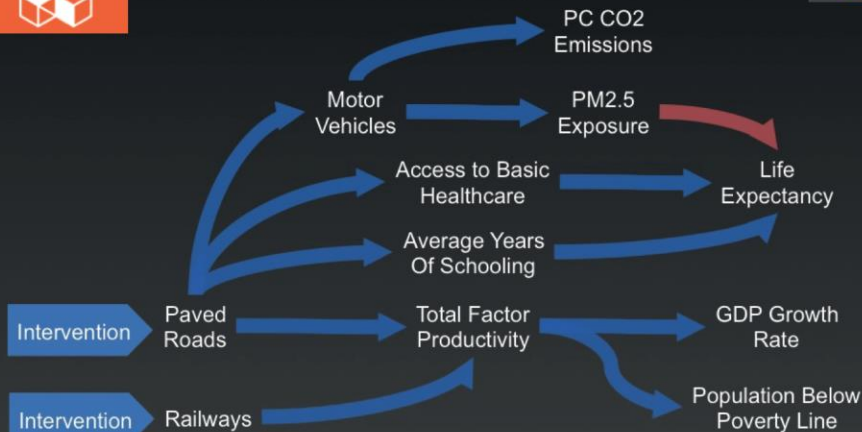 PC CO2
Emissions
Motor
Vehicles
PM2.5
Exposure
Access to Basic
Healthcare
Life
Expectancy
Average Years
Of Schooling
Intervention
Paved
Roads
Total Factor
Productivity
GDP Growth
Rate
Intervention
Railways
Population Below
Poverty Line